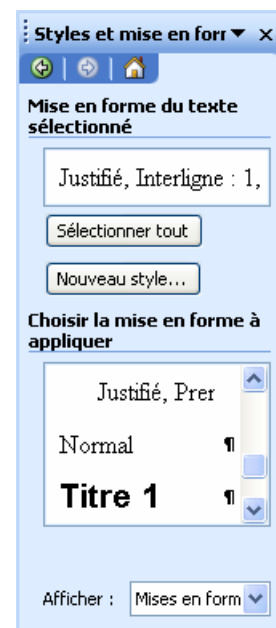 Styles et mise en forr
Mise en forme du texte
sélectionné
Justifié, Interligne : 1,
Sélectionner tout
Nouveau style...
Choisir la mise en forme à
appliquer
Justifié, Prer
Normal ¶
Titre 1 ¶
Afficher : Mises en form